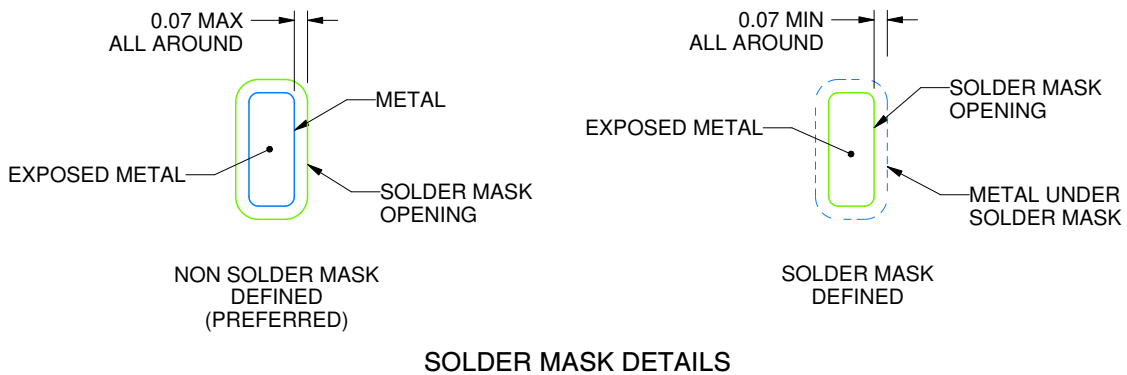 0.07 MAX
ALL AROUND
METAL
EXPOSED METAL
SOLDER MASK
OPENING
NON SOLDER MASK
DEFINED
(PREFERRED)
0.07 MIN
ALL AROUND
SOLDER MASK
OPENING
EXPOSED METAL
METAL UNDER
SOLDER MASK
SOLDER MASK
DEFINED
SOLDER MASK DETAILS